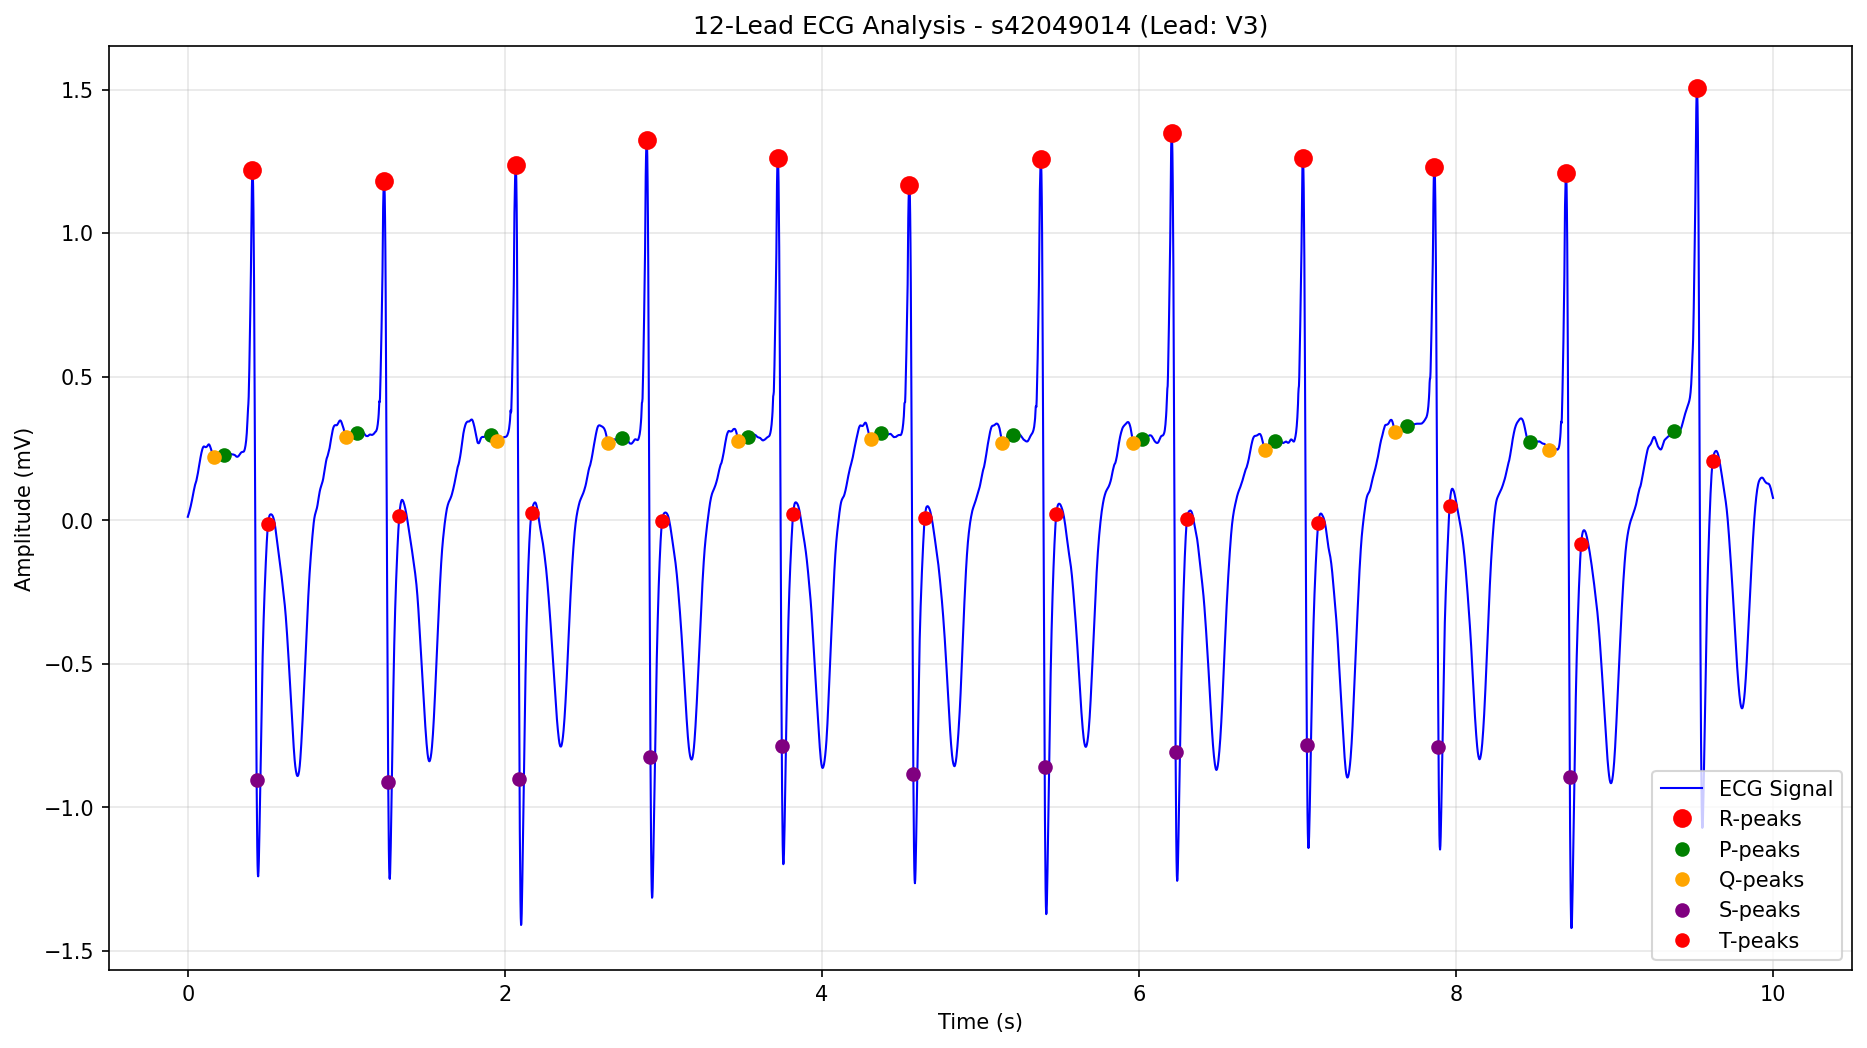 12-Lead ECG Analysis - s42049014 (Lead: V3)
1.5
1.0
0.5
0.0
−0.5
−1.0
−1.5
Amplitude (mV)
0 2 4 6 8 10
Time (s)
ECG Signal
R-peaks
P-peaks
Q-peaks
S-peaks
T-peaks